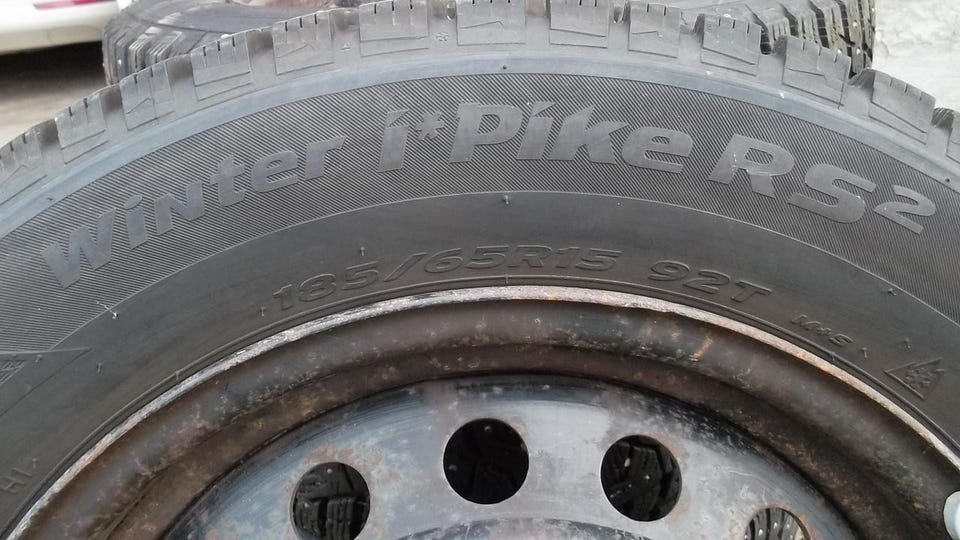 Winter i*Pike RS2
185/65R15 92T
M+S